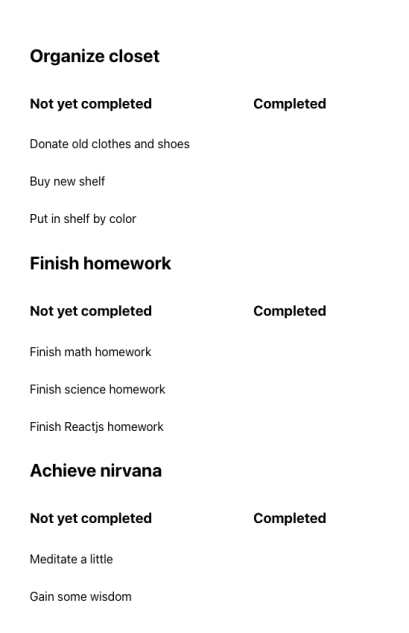 Organize closet
Not yet completed Completed
Donate old clothes and shoes
Buy new shelf
Put in shelf by color
Finish homework
Not yet completed Completed
Finish math homework
Finish science homework
Finish Reactjs homework
Achieve nirvana
Not yet completed Completed
Meditate a little
Gain some wisdom